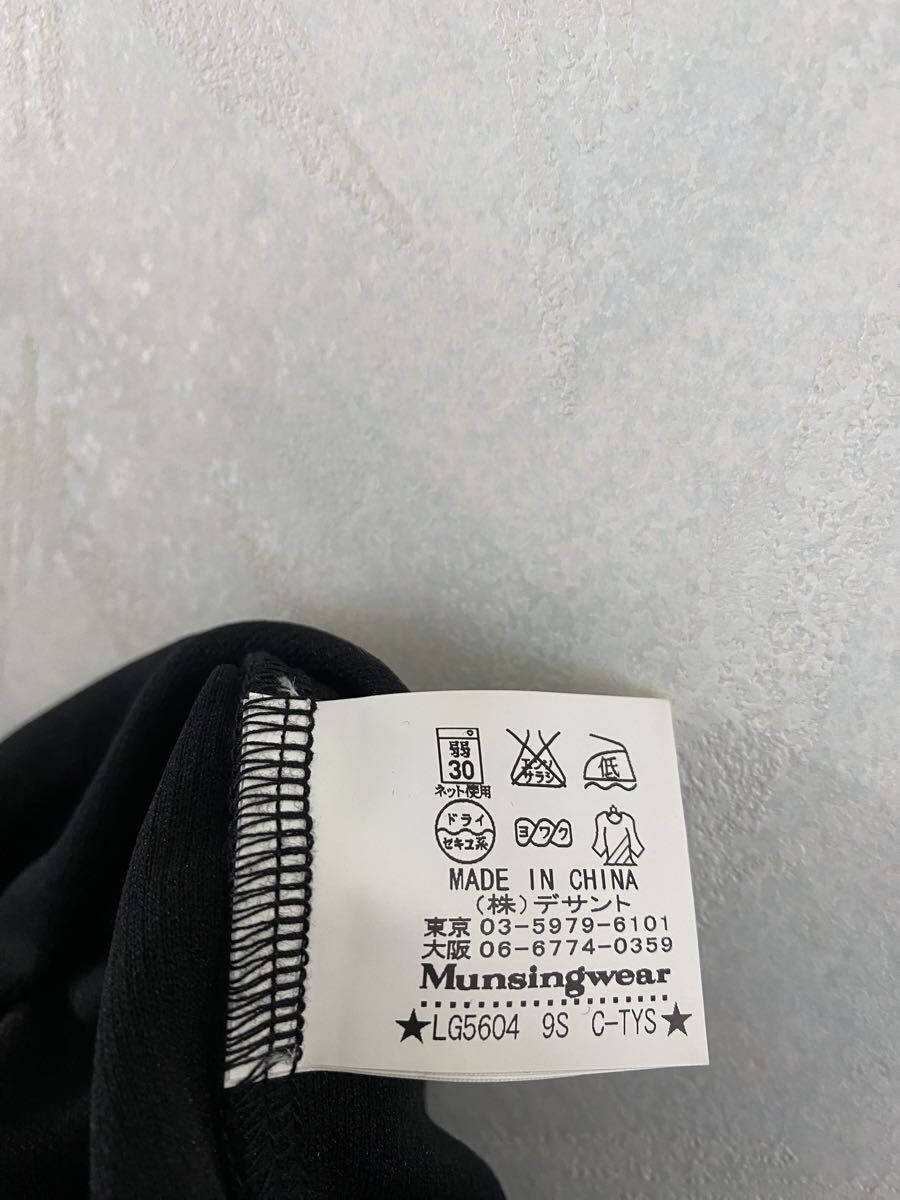 弱
30
ネット使用
エンソ
サラシ
低
ドライ
セキユ系
ヨワク
MADE IN CHINA
(株)デサント
東京 03-5979-6101
大阪 06-6774-0359
Munsingwear
★LG5604 9S C-TYS★